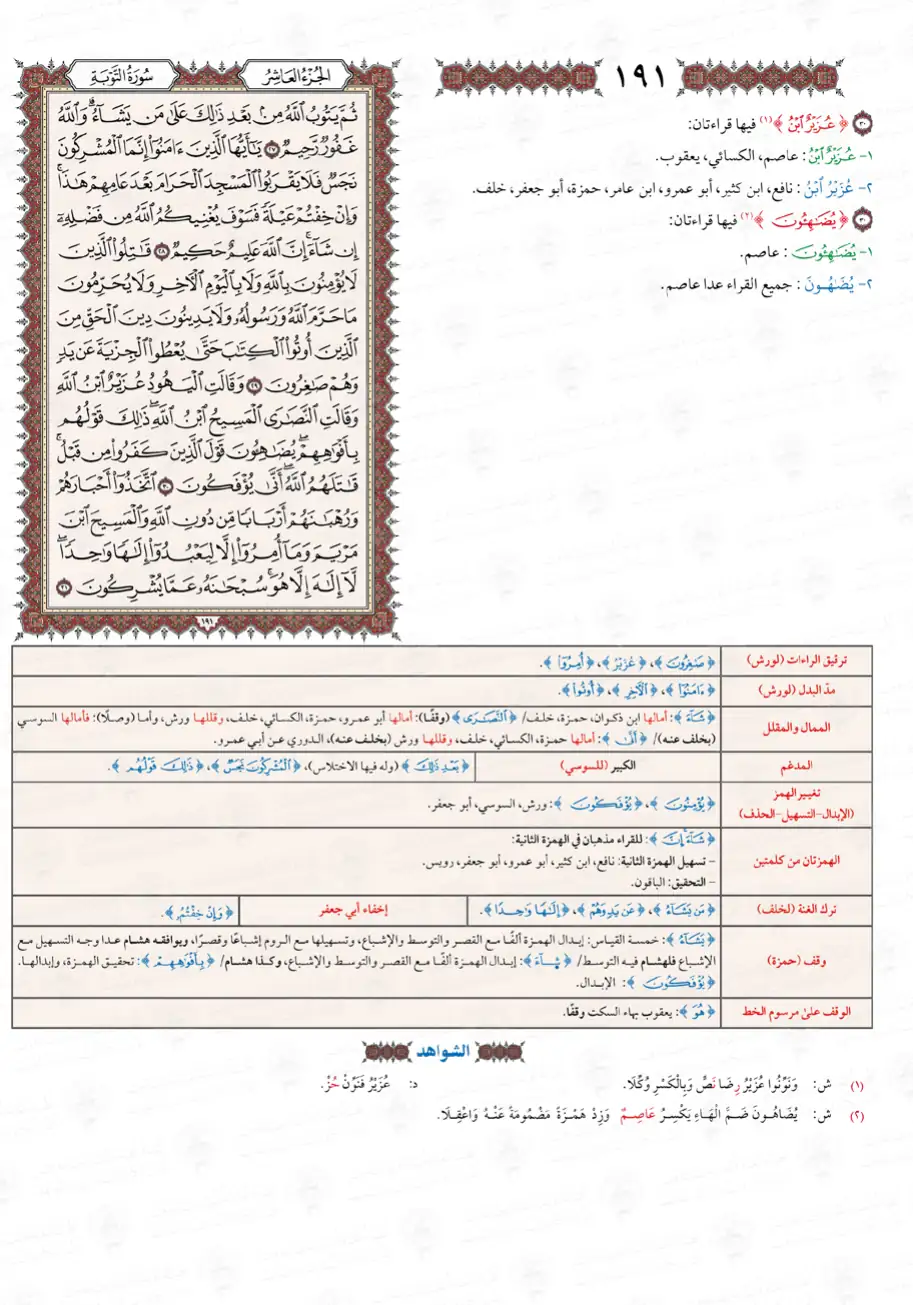 الجزء العاشر
سورة التوبة
ثُمَّ يَتُوبُ ٱللَّهُ مِنۢ بَعْدِ ذَٰلِكَ عَلَىٰ مَن يَشَآءُۗ وَٱللَّهُ
غَفُورٌ رَّحِيمٌ ٢٧ يَٰٓأَيُّهَا ٱلَّذِينَ ءَامَنُوٓا۟ إِنَّمَا ٱلْمُشْرِكُونَ
نَجَسٌ فَلَا يَقْرَبُوا۟ ٱلْمَسْجِدَ ٱلْحَرَامَ بَعْدَ عَامِهِمْ هَٰذَاۚ
وَإِنْ خِفْتُمْ عَيْلَةً فَسَوْفَ يُغْنِيكُمُ ٱللَّهُ مِن فَضْلِهِۦٓ
إِن شَآءَۚ إِنَّ ٱللَّهَ عَلِيمٌ حَكِيمٌ ٢٨ قَٰتِلُوا۟ ٱلَّذِينَ
لَا يُؤْمِنُونَ بِٱللَّهِ وَلَا بِٱلْيَوْمِ ٱلْءَاخِرِ وَلَا يُحَرِّمُونَ
مَا حَرَّمَ ٱللَّهُ وَرَسُولُهُۥ وَلَا يَدِينُونَ دِينَ ٱلْحَقِّ مِنَ
ٱلَّذِينَ أُوتُوا۟ ٱلْكِتَٰبَ حَتَّىٰ يُعْطُوا۟ ٱلْجِزْيَةَ عَن يَدٍ
وَهُمْ صَٰغِرُونَ ٢٩ وَقَالَتِ ٱلْيَهُودُ عُزَيْرٌ ٱبْنُ ٱللَّهِ
وَقَالَتِ ٱلنَّصَٰرَى ٱلْمَسِيحُ ٱبْنُ ٱللَّهِۖ ذَٰلِكَ قَوْلُهُم
بِأَفْوَٰهِهِمْۖ يُضَٰهِـُٔونَ قَوْلَ ٱلَّذِينَ كَفَرُوا۟ مِن قَبْلُۚ
قَٰتَلَهُمُ ٱللَّهُۖ أَنَّىٰ يُؤْفَكُونَ ٣٠ ٱتَّخَذُوٓا۟ أَحْبَارَهُمْ
وَرُهْبَٰنَهُمْ أَرْبَابًا مِّن دُونِ ٱللَّهِ وَٱلْمَسِيحَ ٱبْنَ
مَرْيَمَ وَمَآ أُمِرُوٓا۟ إِلَّا لِيَعْبُدُوٓا۟ إِلَٰهًا وَٰحِدًاۖ
لَّآ إِلَٰهَ إِلَّا هُوَۚ سُبْحَٰنَهُۥ عَمَّا يُشْرِكُونَ ٣١
١٩١
١٩١
٣٠ ﴿ عُزَيْرٌ ٱبْنُ ﴾(١) فيها قراءتان:
١- عُزَيْرٌ ٱبْنُ : عاصم، الكسائي، يعقوب.
٢- عُزَيْرُ ٱبْنُ : نافع، ابن كثير، أبو عمرو، ابن عامر، حمزة، أبو جعفر، خلف.
٣٠ ﴿ يُضَٰهِـُٔونَ ﴾(٢) فيها قراءتان:
١- يُضَٰهِـُٔونَ : عاصم.
٢- يُضَٰهُونَ : جميع القراء عدا عاصم.
ترقيق الراءات (لورش) ﴿ صَٰغِرُونَ ﴾، ﴿ عُزَيْرٌ ﴾، ﴿ أُمِرُوٓا۟ ﴾.
مدّ البدل (لورش) ﴿ ءَامَنُوٓا۟ ﴾، ﴿ ٱلْءَاخِرِ ﴾، ﴿ أُوتُوا۟ ﴾.
الممال والمقلل ﴿ شَآءَ ﴾: أمالها ابن ذكوان، حمزة، خلف/ ﴿ ٱلنَّصَٰرَى ﴾ (وقفًا): أمالها أبو عمرو، حمزة، الكسائي، خلف، وقللها ورش، وأما (وصلًا): فأمالها السوسي
(بخلف عنه)/ ﴿ أَنَّىٰ ﴾: أمالها حمزة، الكسائي، خلف، وقللها ورش (بخلف عنه)، الدوري عن أبي عمرو.
المدغم الكبير (للسوسي) ﴿ بَعْدِ ذَٰلِكَ ﴾ (وله فيها الاختلاس)، ﴿ ٱلْمُشْرِكُونَ نَجَسٌ ﴾، ﴿ ذَٰلِكَ قَوْلُهُم ﴾.
تغيير الهمز
(الإبدال-التسهيل-الحذف) ﴿ يُؤْمِنُونَ ﴾، ﴿ يُؤْفَكُونَ ﴾: ورش، السوسي، أبو جعفر.
الهمزتان من كلمتين ﴿ شَآءَۚ إِنَّ ﴾: للقراء مذهبان في الهمزة الثانية:
- تسهيل الهمزة الثانية: نافع، ابن كثير، أبو عمرو، أبو جعفر، رويس.
- التحقيق: الباقون.
ترك الغنة (لخلف) ﴿ مَن يَشَآءُ ﴾، ﴿ عَن يَدٍ وَهُمْ ﴾، ﴿ إِلَٰهًا وَٰحِدًا ﴾. إخفاء أبي جعفر ﴿ وَإِنْ خِفْتُمُۥ ﴾.
وقف (حمزة) ﴿ يَشَآءُ ﴾: خمسة القياس: إبدال الهمزة ألفًا مع القصر والتوسط والإشباع، وتسهيلها مع الروم إشباعًا وقصرًا، ويوافقه هشام عدا وجه التسهيل مع
الإشباع فلهشام فيه التوسط/ ﴿ شَآءَ ﴾: إبدال الهمزة ألفًا مع القصر والتوسط والإشباع، وكذا هشام/ ﴿ بِأَفْوَٰهِهِمْ ﴾: تحقيق الهمزة، وإبدالها.
﴿ يُؤْفَكُونَ ﴾: الإبدال.
الوقف على مرسوم الخط ﴿ هُوَ ﴾: يعقوب بهاء السكت وقفًا.
الشواهد
(١) ش: وَنَوِّنُوا عُزَيْرُ رِضَا نَصٍّ وَبِالْكَسْرِ وُكِّلَا. د: عُزَيْرُ فَنَوِّنْ حُزْ.
(٢) ش: يُضَاهُونَ ضَمَّ الْهَاءِ يَكْسِرُ عَاصِمٌ وَزِدْ هَمْزَةً مَضْمُومَةً عَنْهُ وَاعْقِلَا.